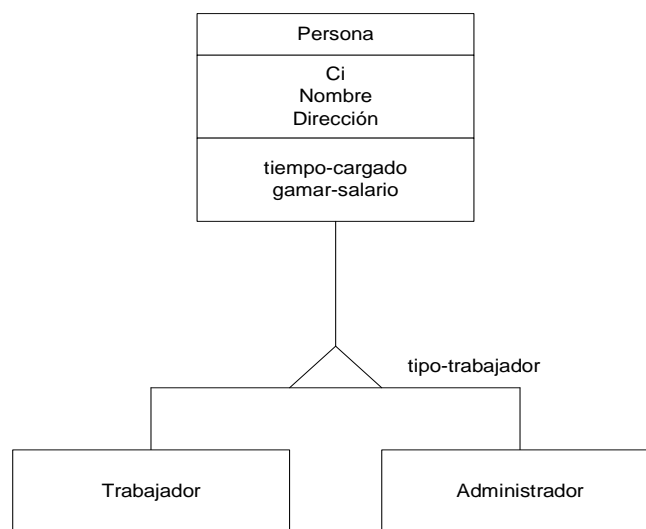 Persona
Ci
Nombre
Dirección
tiempo-cargado
gamar-salario
tipo-trabajador
Trabajador
Administrador